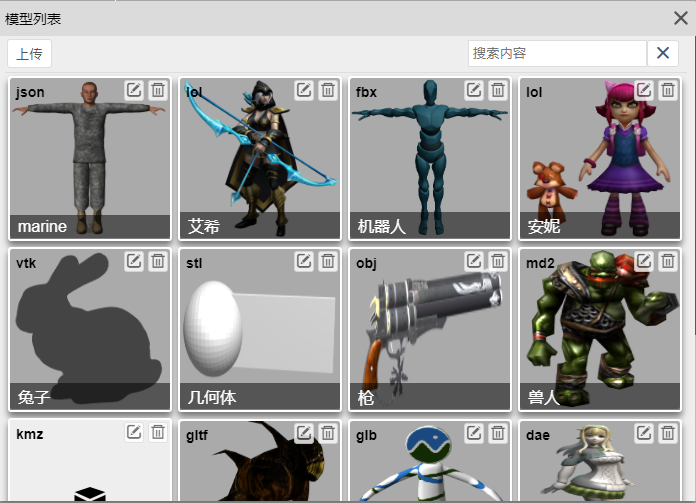 模型列表
上传
搜索内容
json
lol
fbx
lol
marine
艾希
机器人
安妮
vtk
stl
obj
md2
兔子
几何体
枪
兽人
kmz
gltf
glb
dae